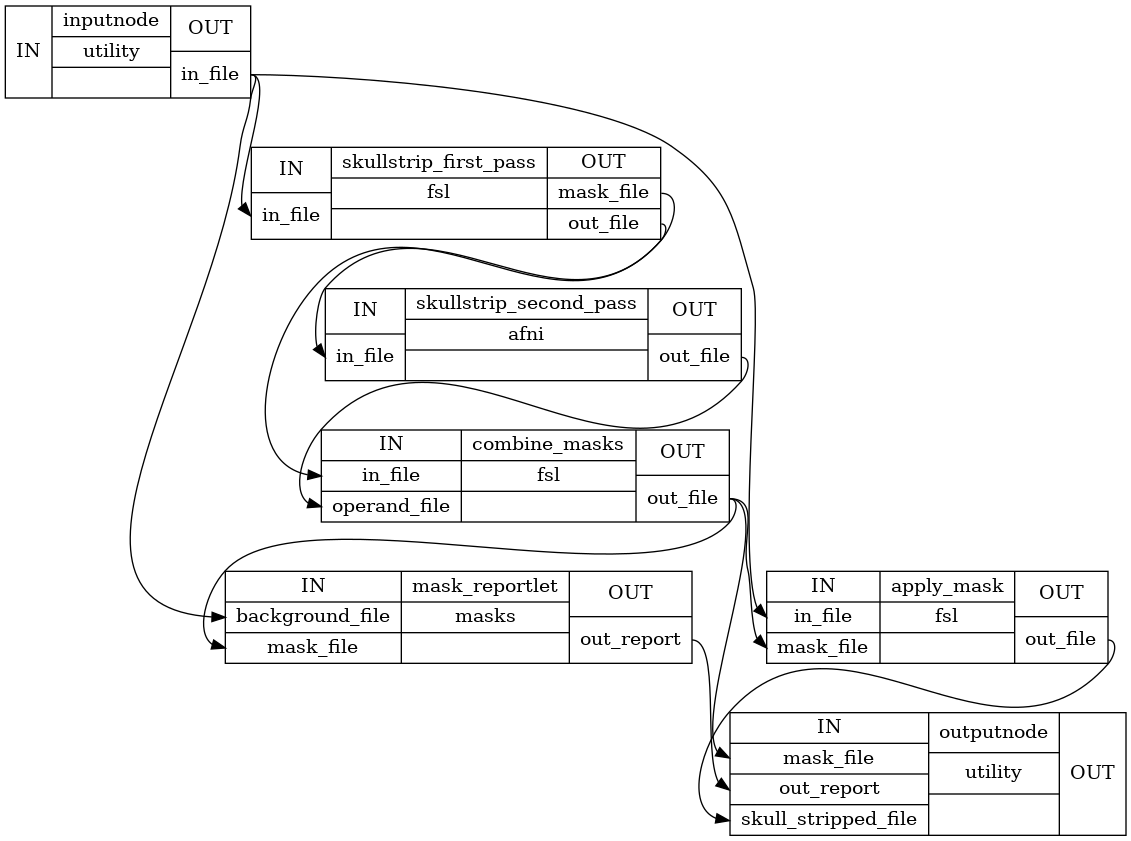 IN
inputnode
utility
OUT
in_file
IN
in_file
skullstrip_first_pass
fsl
OUT
mask_file
out_file
IN
in_file
skullstrip_second_pass
afni
OUT
out_file
IN
in_file
operand_file
combine_masks
fsl
OUT
out_file
IN
background_file
mask_file
mask_reportlet
masks
OUT
out_report
IN
in_file
mask_file
apply_mask
fsl
OUT
out_file
IN
mask_file
out_report
skull_stripped_file
outputnode
utility
OUT